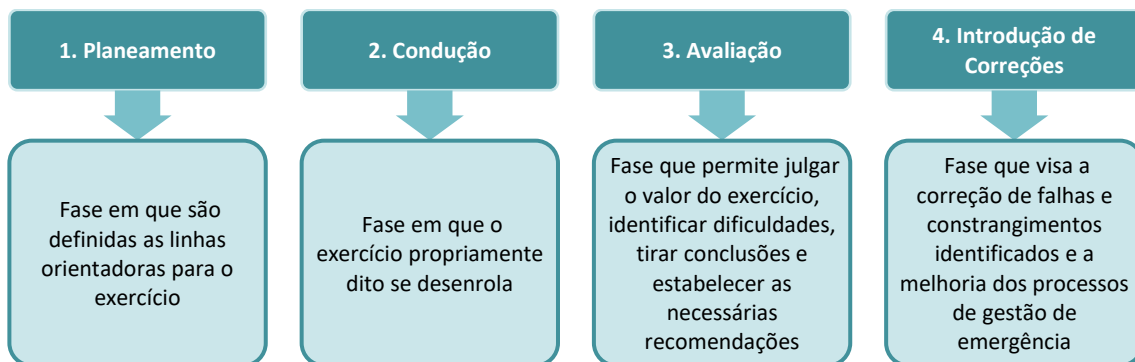 1. Planeamento
Fase em que são
definidas as linhas
orientadoras para o
exercício
2. Condução
Fase em que o
exercício propriamente
dito se desenrola
3. Avaliação
Fase que permite julgar
o valor do exercício,
identificar dificuldades,
tirar conclusões e
estabelecer as
necessárias
recomendações
4. Introdução de
Correções
Fase que visa a
correção de falhas e
constrangimentos
identificados e a
melhoria dos processos
de gestão de
emergência